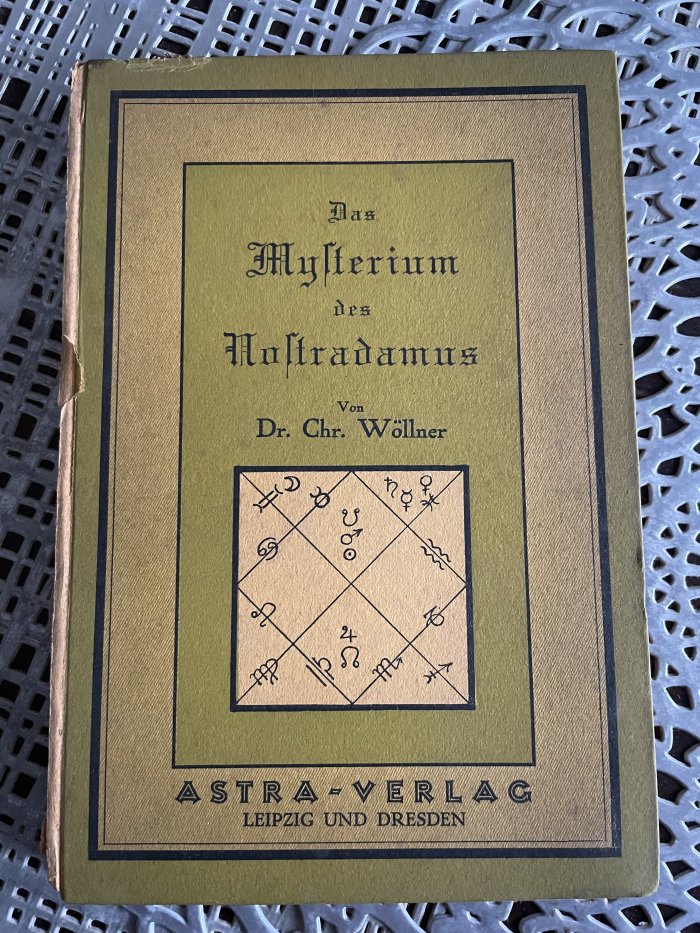 Das
Myſterium
des
Noſtradamus
Von
Dr. Chr. Wöllner
ASTRA-VERLAG
LEIPZIG UND DRESDEN